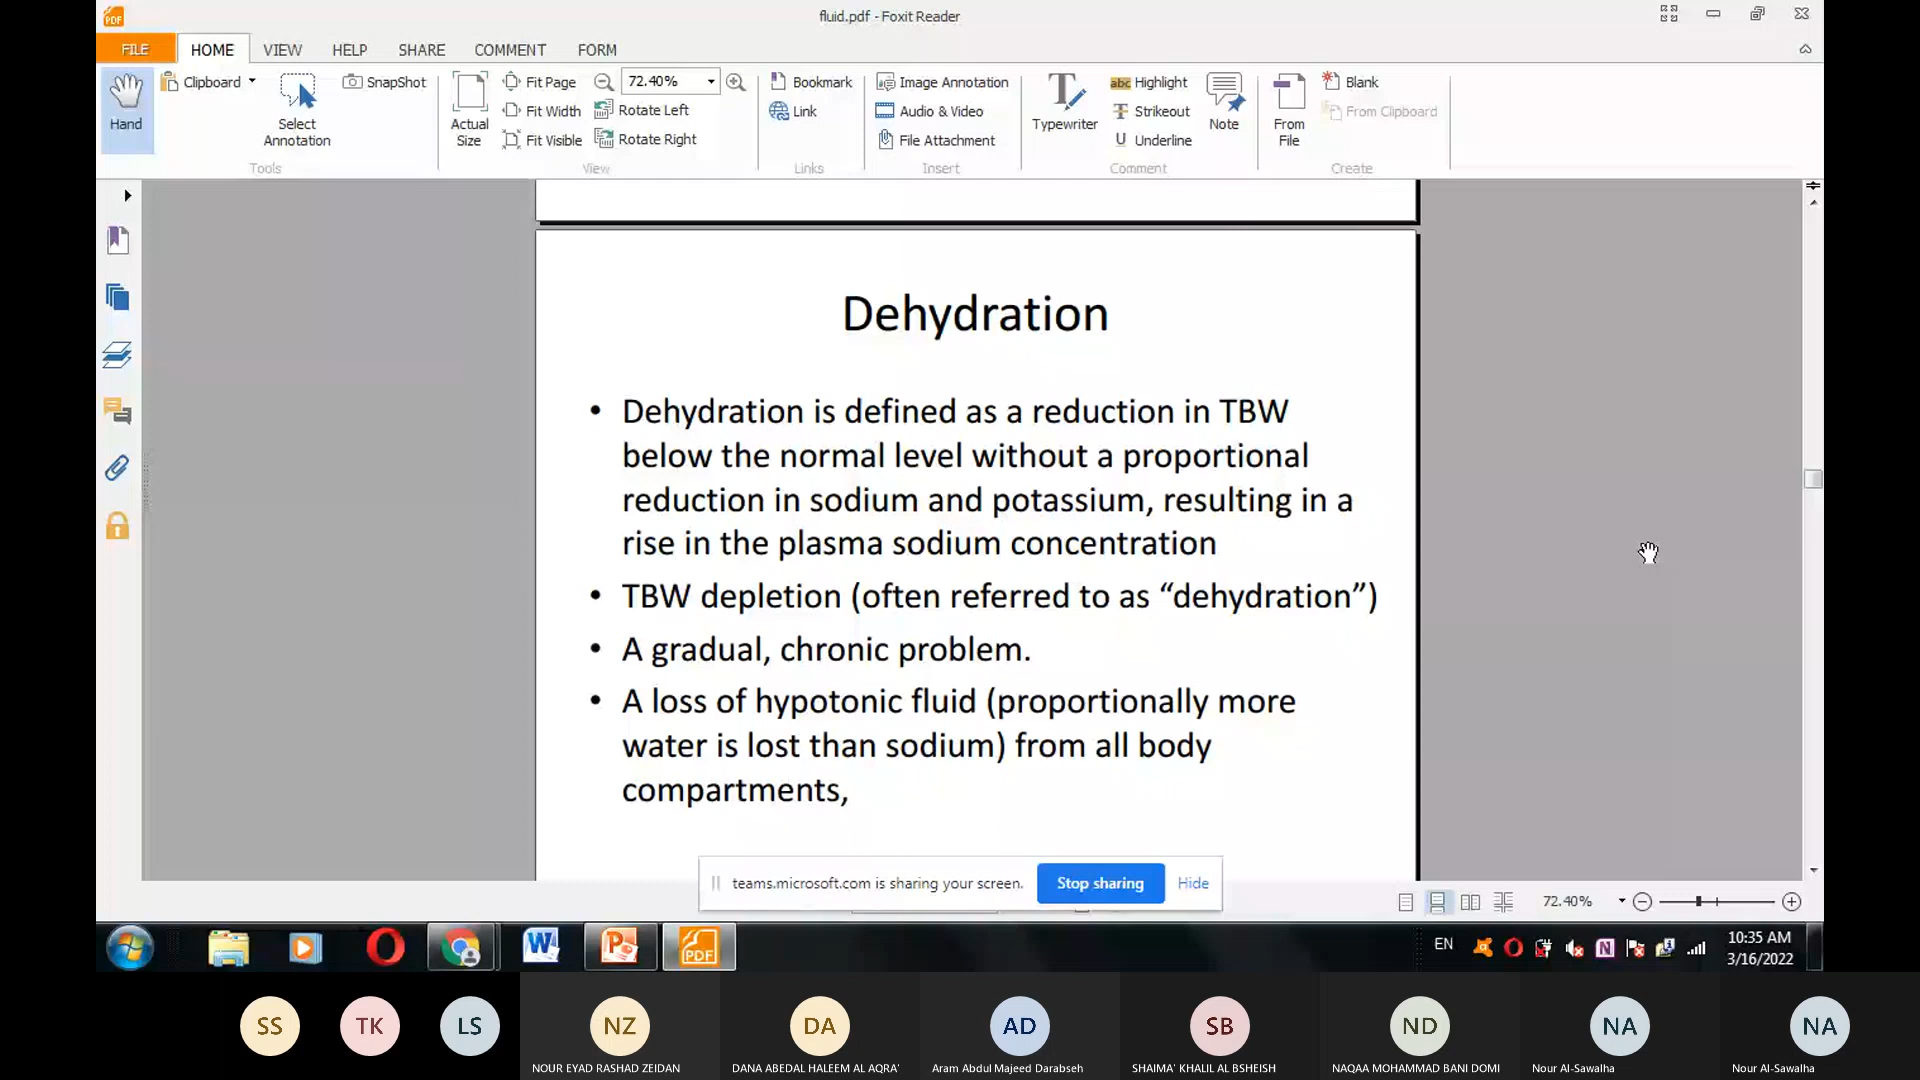 fluid.pdf - Foxit Reader
FILE HOME VIEW HELP SHARE COMMENT FORM
Hand
Clipboard
Select
Annotation
SnapShot
Tools
Actual
Size
Fit Page
Fit Width
Fit Visible
72.40%
Rotate Left
Rotate Right
View
Bookmark
Link
Links
Image Annotation
Audio & Video
File Attachment
Insert
Typewriter
abc Highlight
Strikeout
U Underline
Note
Comment
From
File
Blank
From Clipboard
Create
Dehydration
• Dehydration is defined as a reduction in TBW
below the normal level without a proportional
reduction in sodium and potassium, resulting in a
rise in the plasma sodium concentration
• TBW depletion (often referred to as “dehydration”)
• A gradual, chronic problem.
• A loss of hypotonic fluid (proportionally more
water is lost than sodium) from all body
compartments,
teams.microsoft.com is sharing your screen. Stop sharing Hide
72.40%
EN
10:35 AM
3/16/2022
SS TK LS NZ DA AD SB ND NA NA
NOUR EYAD RASHAD ZEIDAN
DANA ABEDAL HALEEM AL AQRA'
Aram Abdul Majeed Darabseh
SHAIMA' KHALIL AL BSHEISH
NAQAA MOHAMMAD BANI DOMI
Nour Al-Sawalha
Nour Al-Sawalha